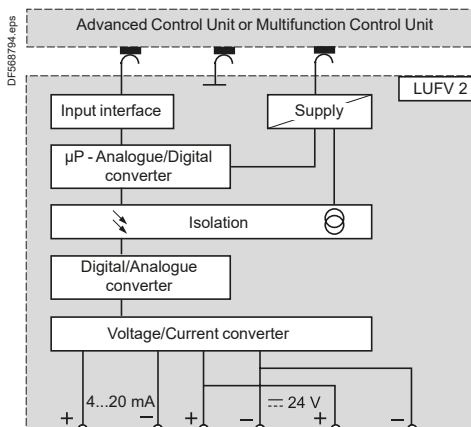 DF568794.eps
Advanced Control Unit or Multifunction Control Unit
LUFV 2
Input interface
Supply
µP - Analogue/Digital
converter
Isolation
Digital/Analogue
converter
Voltage/Current converter
4...20 mA
24 V
+ – + – + –